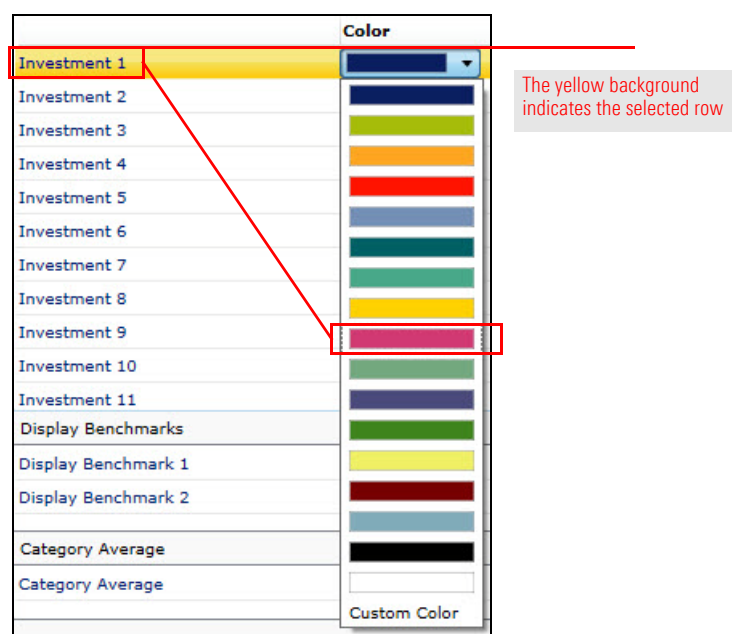 Color
Investment 1
The yellow background
indicates the selected row
Investment 2
Investment 3
Investment 4
Investment 5
Investment 6
Investment 7
Investment 8
Investment 9
Investment 10
Investment 11
Display Benchmarks
Display Benchmark 1
Display Benchmark 2
Category Average
Category Average
Custom Color